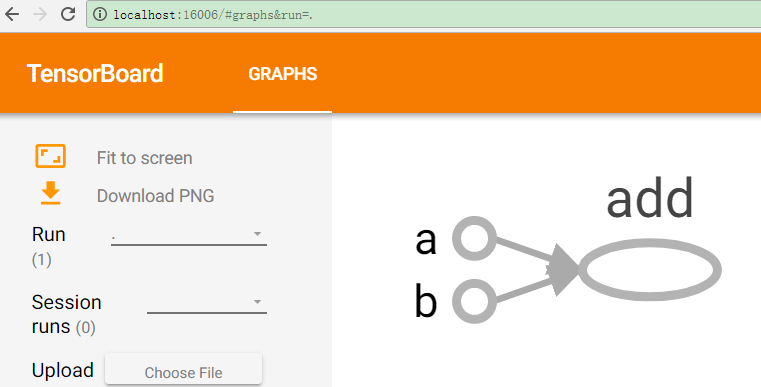 localhost:16006/#graphs&run=.
TensorBoard
GRAPHS
Fit to screen
Download PNG
Run
(1)
.
Session
runs (0)
Upload
Choose File
add
a
b